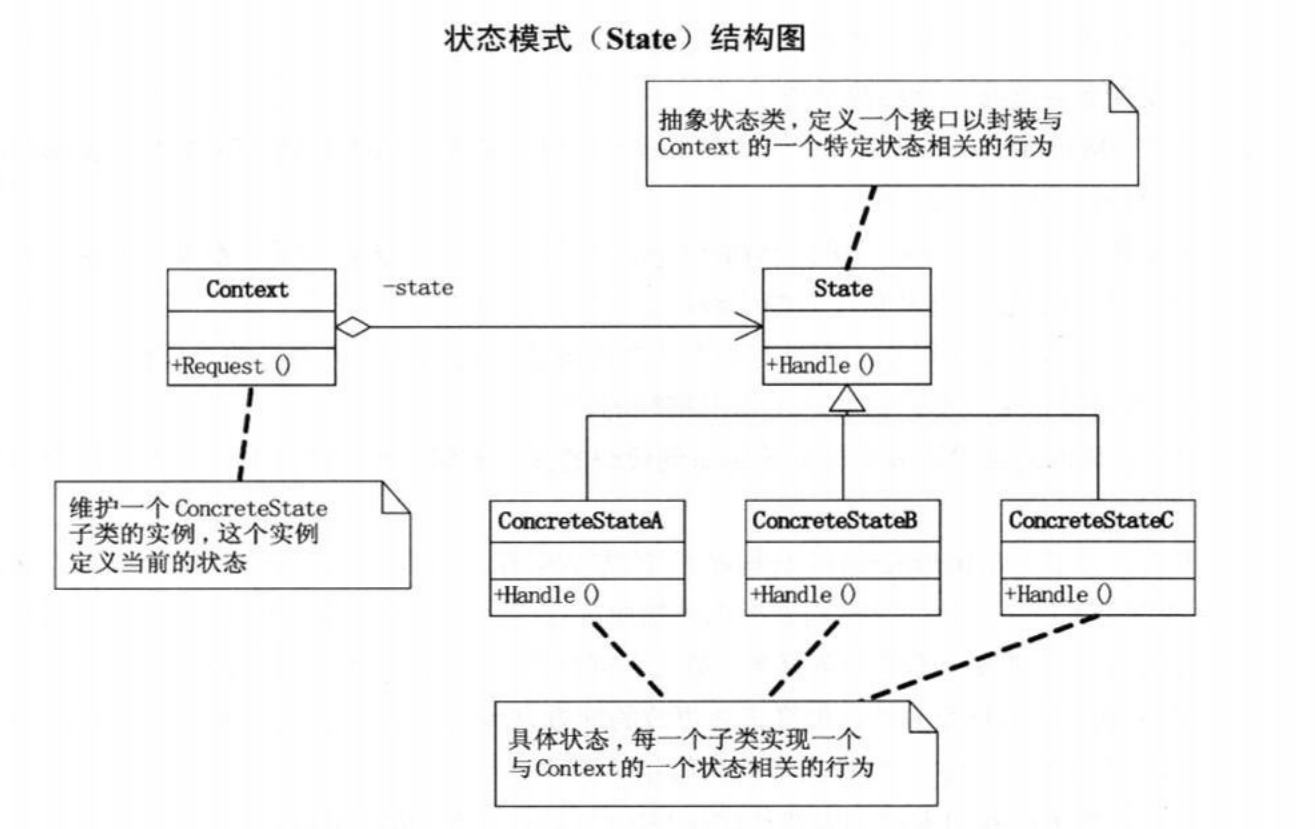 状态模式（State）结构图
抽象状态类，定义一个接口以封装与
Context 的一个特定状态相关的行为
Context
-state
State
+Request ()
+Handle ()
维护一个 ConcreteState
子类的实例，这个实例
定义当前的状态
ConcreteStateA
ConcreteStateB
ConcreteStateC
+Handle ()
+Handle ()
+Handle ()
具体状态，每一个子类实现一个
与Context的一个状态相关的行为